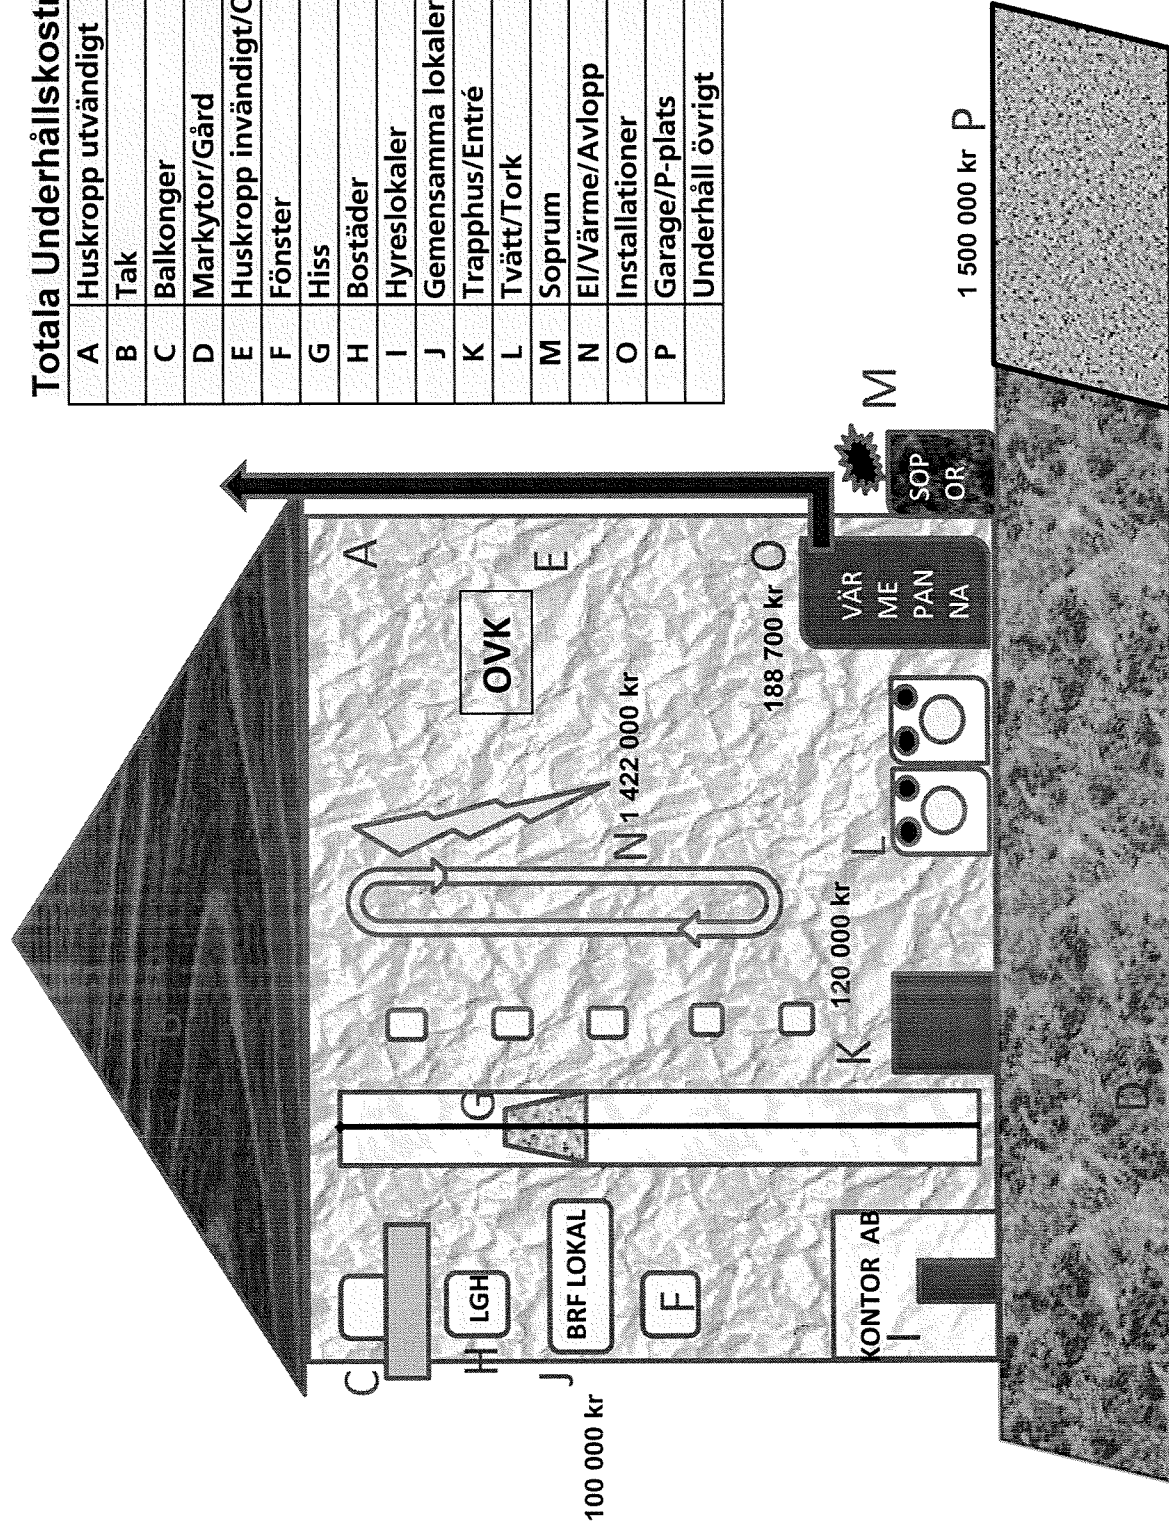 Totala Underhållskostr
A Huskropp utvändigt
B Tak
C Balkonger
D Markytor/Gård
E Huskropp invändigt/O
F Fönster
G Hiss
H Bostäder
I Hyreslokaler
J Gemensamma lokaler
K Trapphus/Entré
L Tvätt/Tork
M Soprum
N El/Värme/Avlopp
O Installationer
P Garage/P-plats
Underhåll övrigt
A
C
LGH
H
G
OVK
E
BRF LOKAL
J
100 000 kr
F
N 1 422 000 kr
188 700 kr O
K 120 000 kr
L
VÄR
ME
PAN
NA
M
SOP
OR
KONTOR AB
I
1 500 000 kr P
D